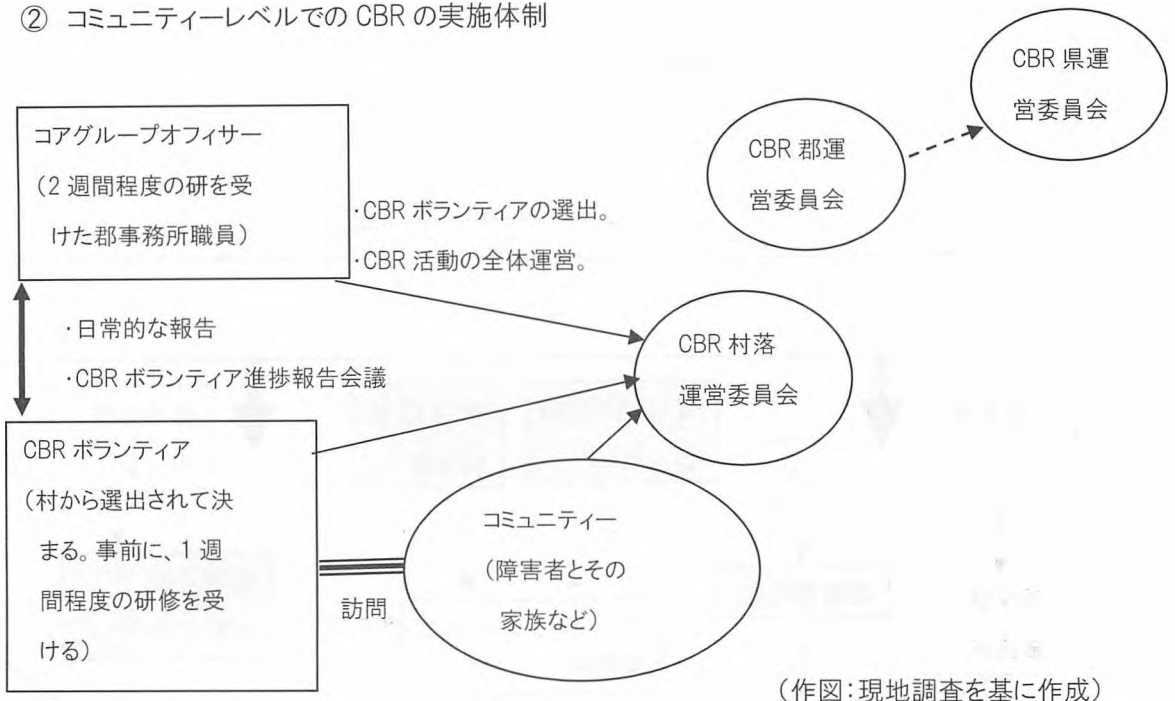 ② コミュニティーレベルでの CBR の実施体制
CBR 県運
営委員会
CBR 郡運
営委員会
コアグループオフィサー
(2 週間程度の研を受
けた郡事務所職員)
・CBR ボランティアの選出。
・CBR 活動の全体運営。
・日常的な報告
・CBR ボランティア進捗報告会議
CBR 村落
運営委員会
CBR ボランティア
(村から選出されて決
まる。事前に、1 週
間程度の研修を受
ける)
訪問
コミュニティー
(障害者とその
家族など)
(作図:現地調査を基に作成)